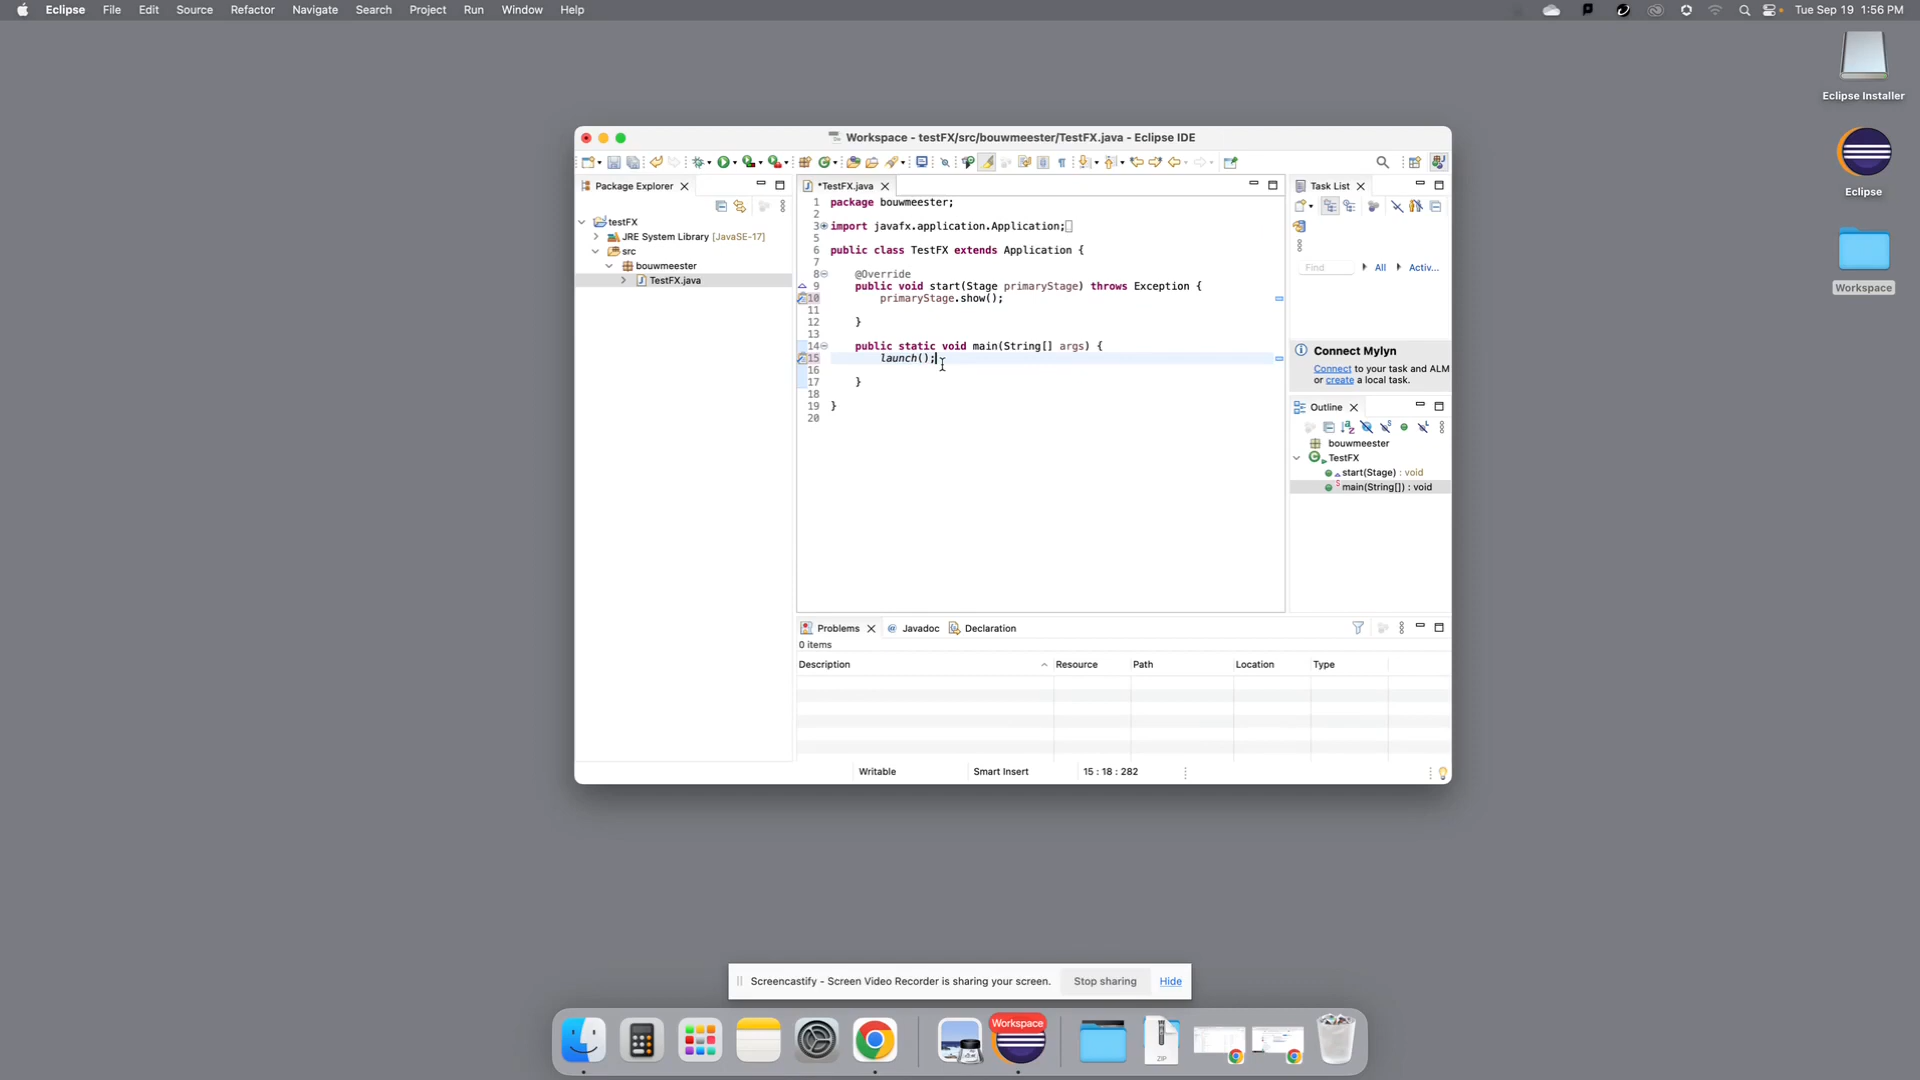 Eclipse File Edit Source Refactor Navigate Search Project Run Window Help Tue Sep 19 1:56 PM
Eclipse Installer
Eclipse
Workspace
Workspace - testFX/src/bouwmeester/TestFX.java - Eclipse IDE
Package Explorer
testFX
JRE System Library [JavaSE-17]
src
bouwmeester
TestFX.java
*TestFX.java
1 package bouwmeester;
2
3 import javafx.application.Application;
5
6 public class TestFX extends Application {
7
8 @Override
9 public void start(Stage primaryStage) throws Exception {
10 primaryStage.show();
11
12 }
13
14 public static void main(String[] args) {
15 launch();
16
17 }
18
19 }
20
Task List
Find All Activ...
Connect Mylyn
Connect to your task and ALM
or create a local task.
Outline
bouwmeester
TestFX
start(Stage) : void
main(String[]) : void
Problems Javadoc Declaration
0 items
Description Resource Path Location Type
Writable Smart Insert 15 : 18 : 282
Screencastify - Screen Video Recorder is sharing your screen. Stop sharing Hide
Workspace
ZIP